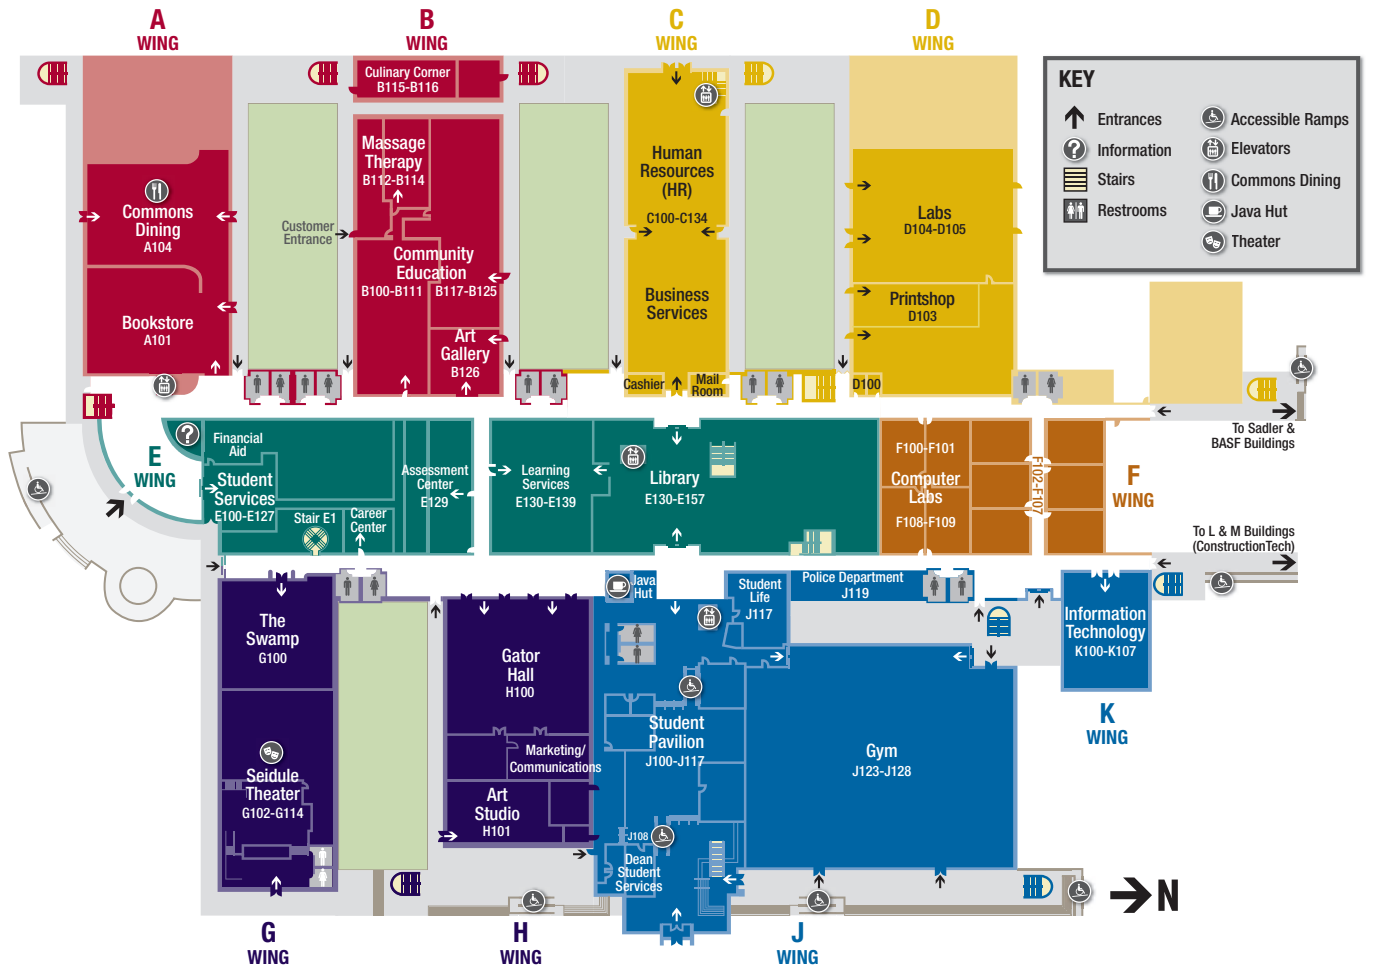 A
WING
B
WING
C
WING
D
WING
KEY
Entrances
Information
Stairs
Restrooms
Accessible Ramps
Elevators
Commons Dining
Java Hut
Theater
Culinary Corner
B115-B116
Massage
Therapy
B112-B114
Customer
Entrance
Community
Education
B100-B111
B117-B125
Art
Gallery
B126
Commons
Dining
A104
Bookstore
A101
Human
Resources
(HR)
C100-C134
Business
Services
Cashier
Mail
Room
Labs
D104-D105
Printshop
D103
D100
To Sadler &
BASF Buildings
E
WING
Financial
Aid
Student
Services
E100-E127
Stair E1
Career
Center
Assessment
Center
E129
Learning
Services
E130-E139
Library
E130-E157
F100-F101
Computer
Labs
F108-F109
F102-F107
F
WING
To L & M Buildings
(ConstructionTech)
The
Swamp
G100
Seidule
Theater
G102-G114
Gator
Hall
H100
Marketing/
Communications
Art
Studio
H101
Java
Hut
Student
Life
J117
Police Department
J119
Student
Pavilion
J100-J117
J108
Dean
Student
Services
Gym
J123-J128
Information
Technology
K100-K107
K
WING
N
G
WING
H
WING
J
WING